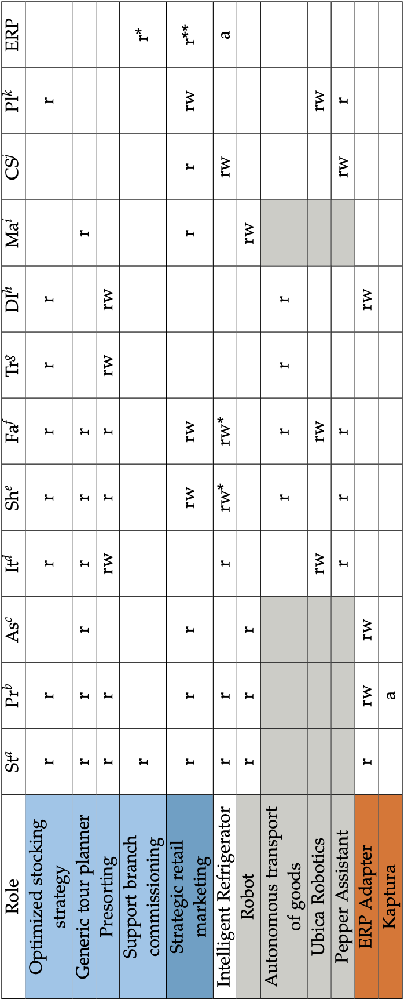 Role St^a Pr^b As^c It^d Sh^e Fa^f Tr^g DI^h Ma^i CS^j Pl^k ERP
Optimized stocking
strategy r r r r r r r r
Generic tour planner r r r r r r r
Presorting r r rw r r rw rw
Support branch
commissioning r r*
Strategic retail
marketing r r r rw rw r r rw r**
Intelligent Refrigerator r r r rw* rw* rw a
Robot r r r rw
Autonomous transport
of goods r r r r
Ubica Robotics rw rw rw
Pepper Assistant r r r rw r
ERP Adapter r rw rw rw
Kaptura a